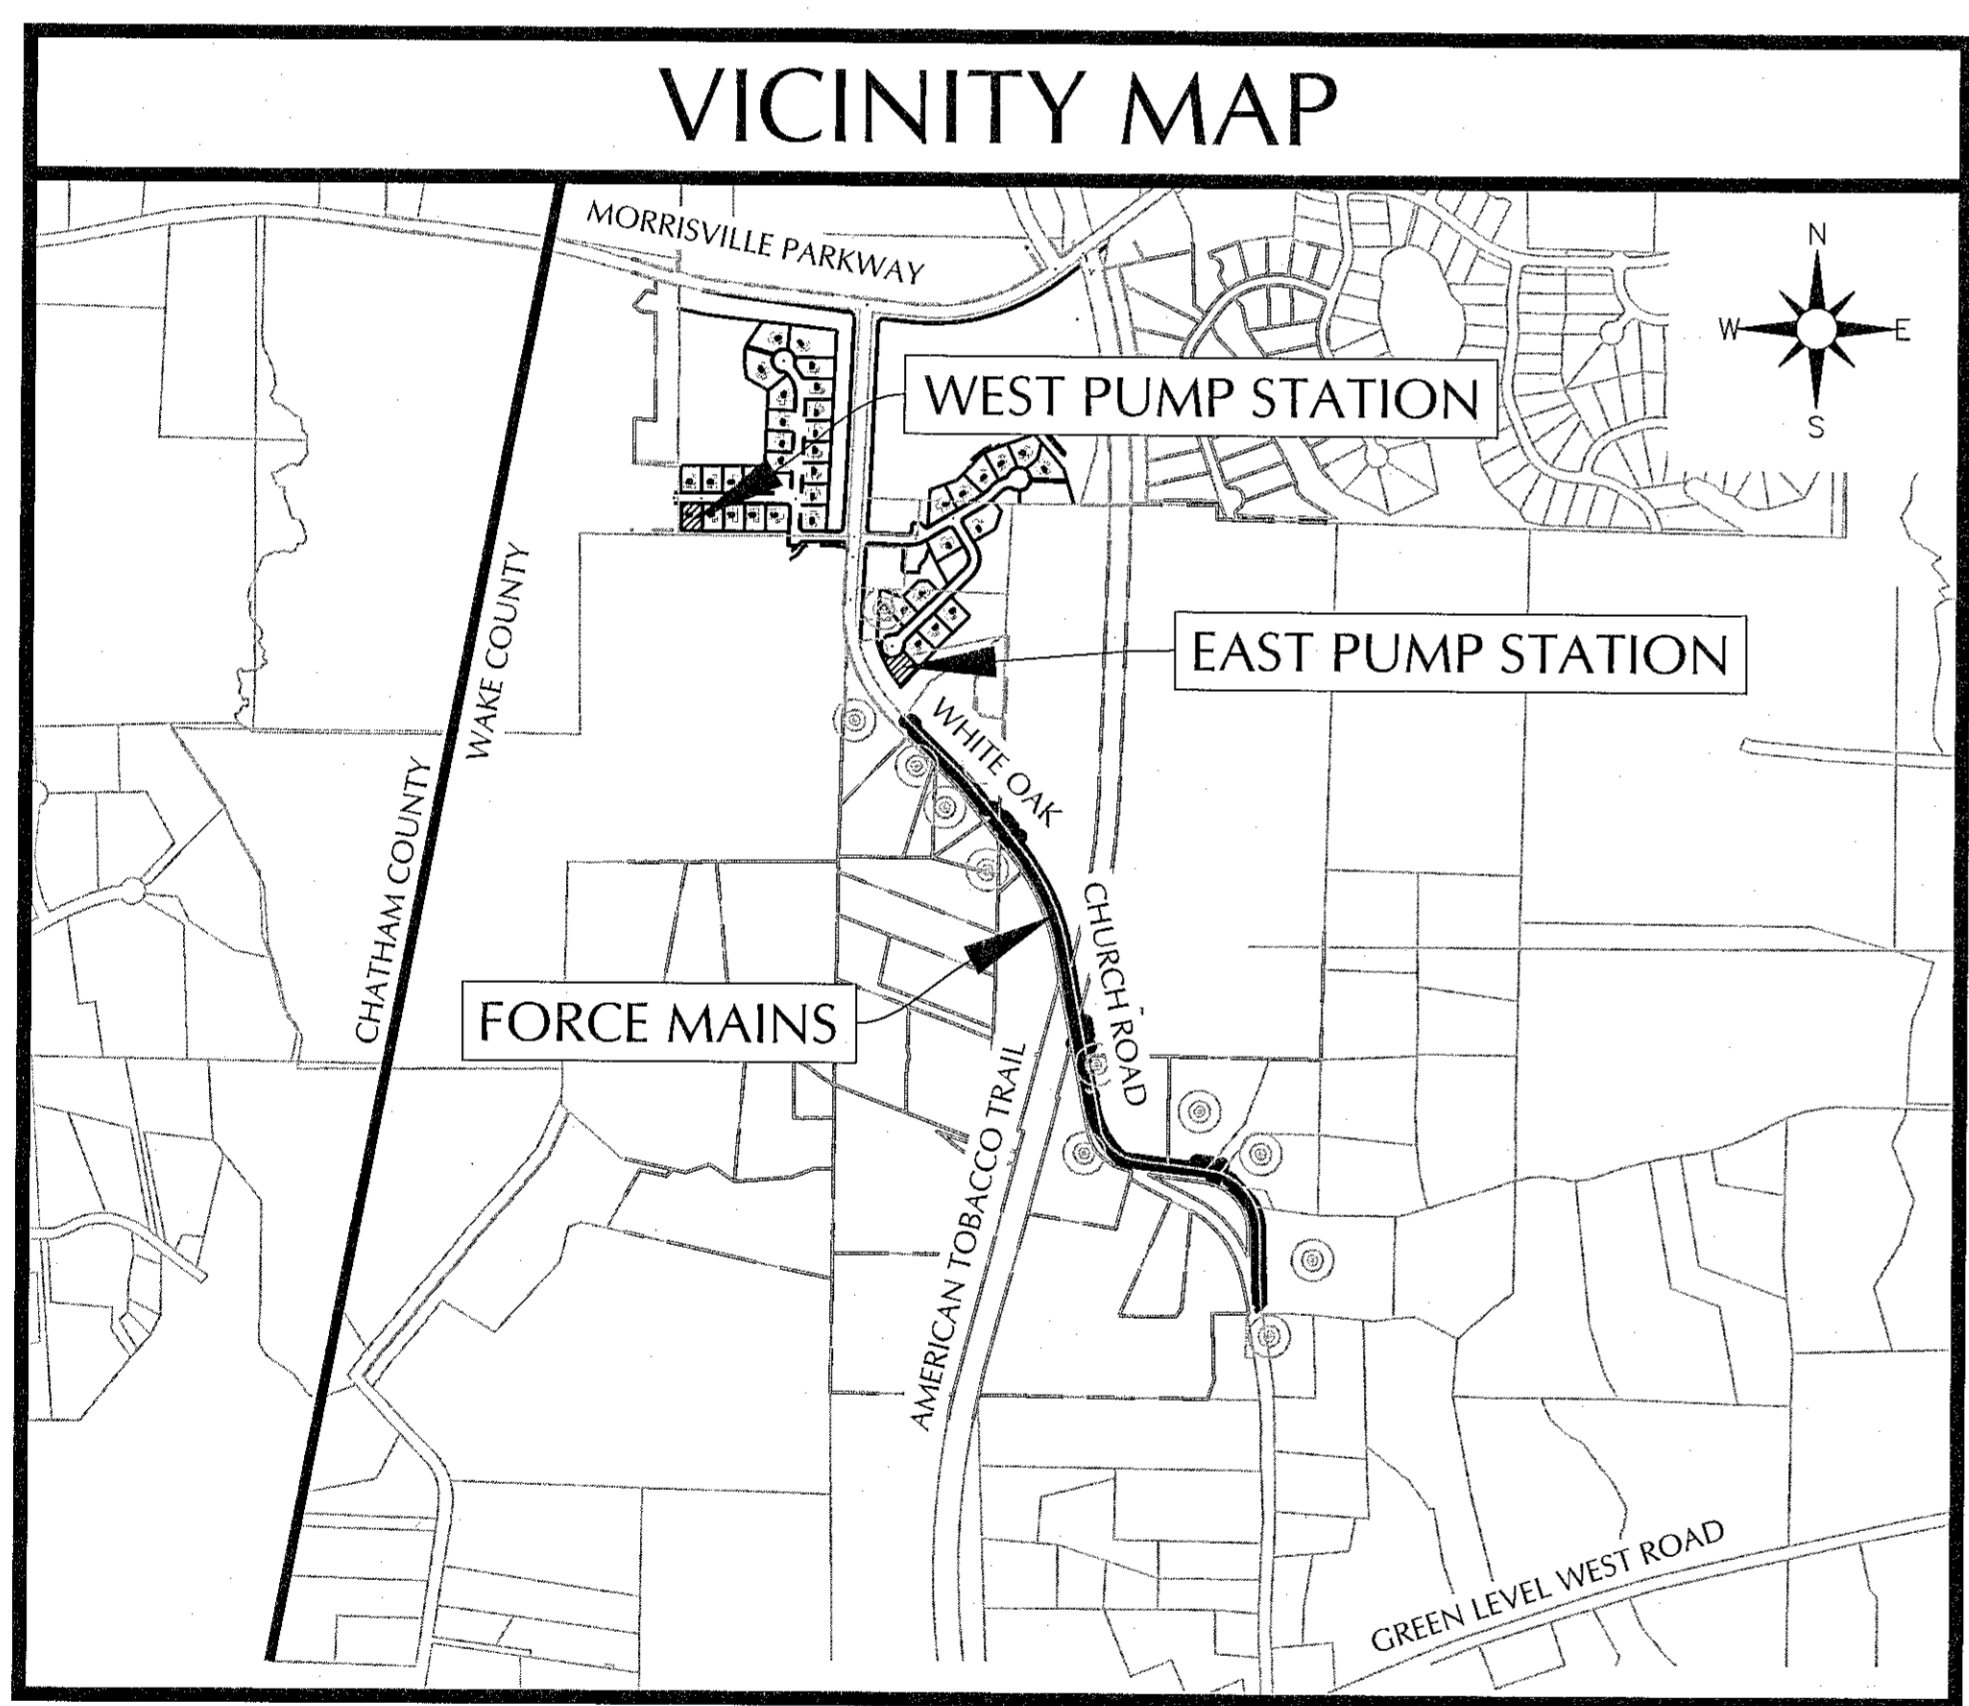 VICINITY MAP
MORRISVILLE PARKWAY
N
W
E
S
WEST PUMP STATION
WAKE COUNTY
EAST PUMP STATION
WHITE OAK
CHATHAM COUNTY
CHURCH ROAD
FORCE MAINS
AMERICAN TOBACCO TRAIL
GREEN LEVEL WEST ROAD